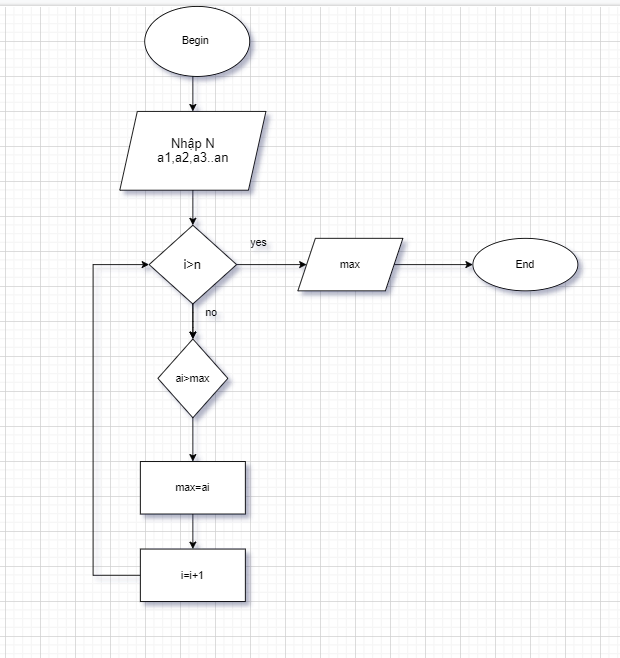 Begin
Nhập N
a1,a2,a3..an
i>n
yes
max
End
no
ai>max
max=ai
i=i+1